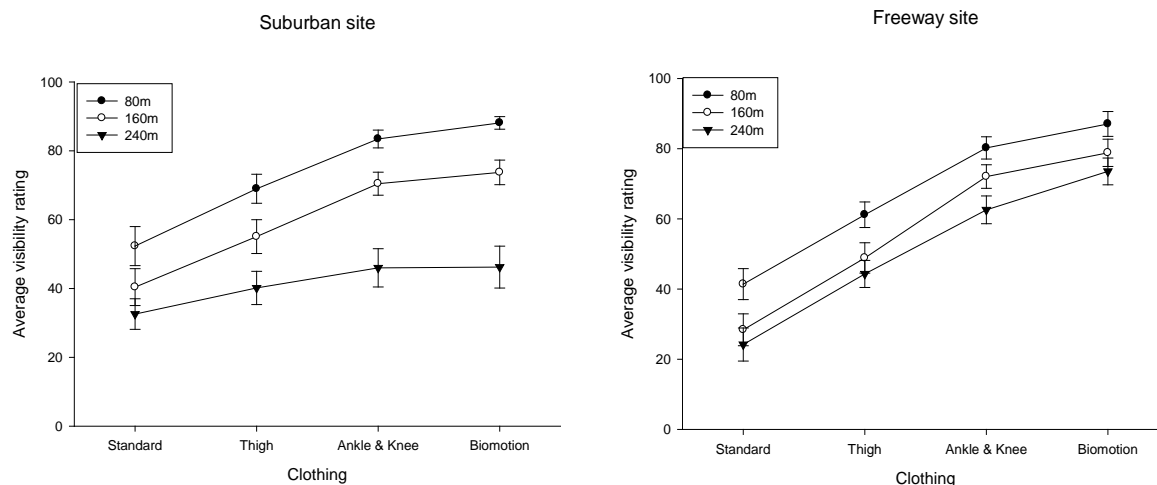 Suburban site
100
80
60
40
20
0
Average visibility rating
80m
160m
240m
Standard
Thigh
Ankle & Knee
Biomotion
Clothing
Freeway site
100
80
60
40
20
0
Average visibility rating
80m
160m
240m
Standard
Thigh
Ankle & Knee
Biomotion
Clothing